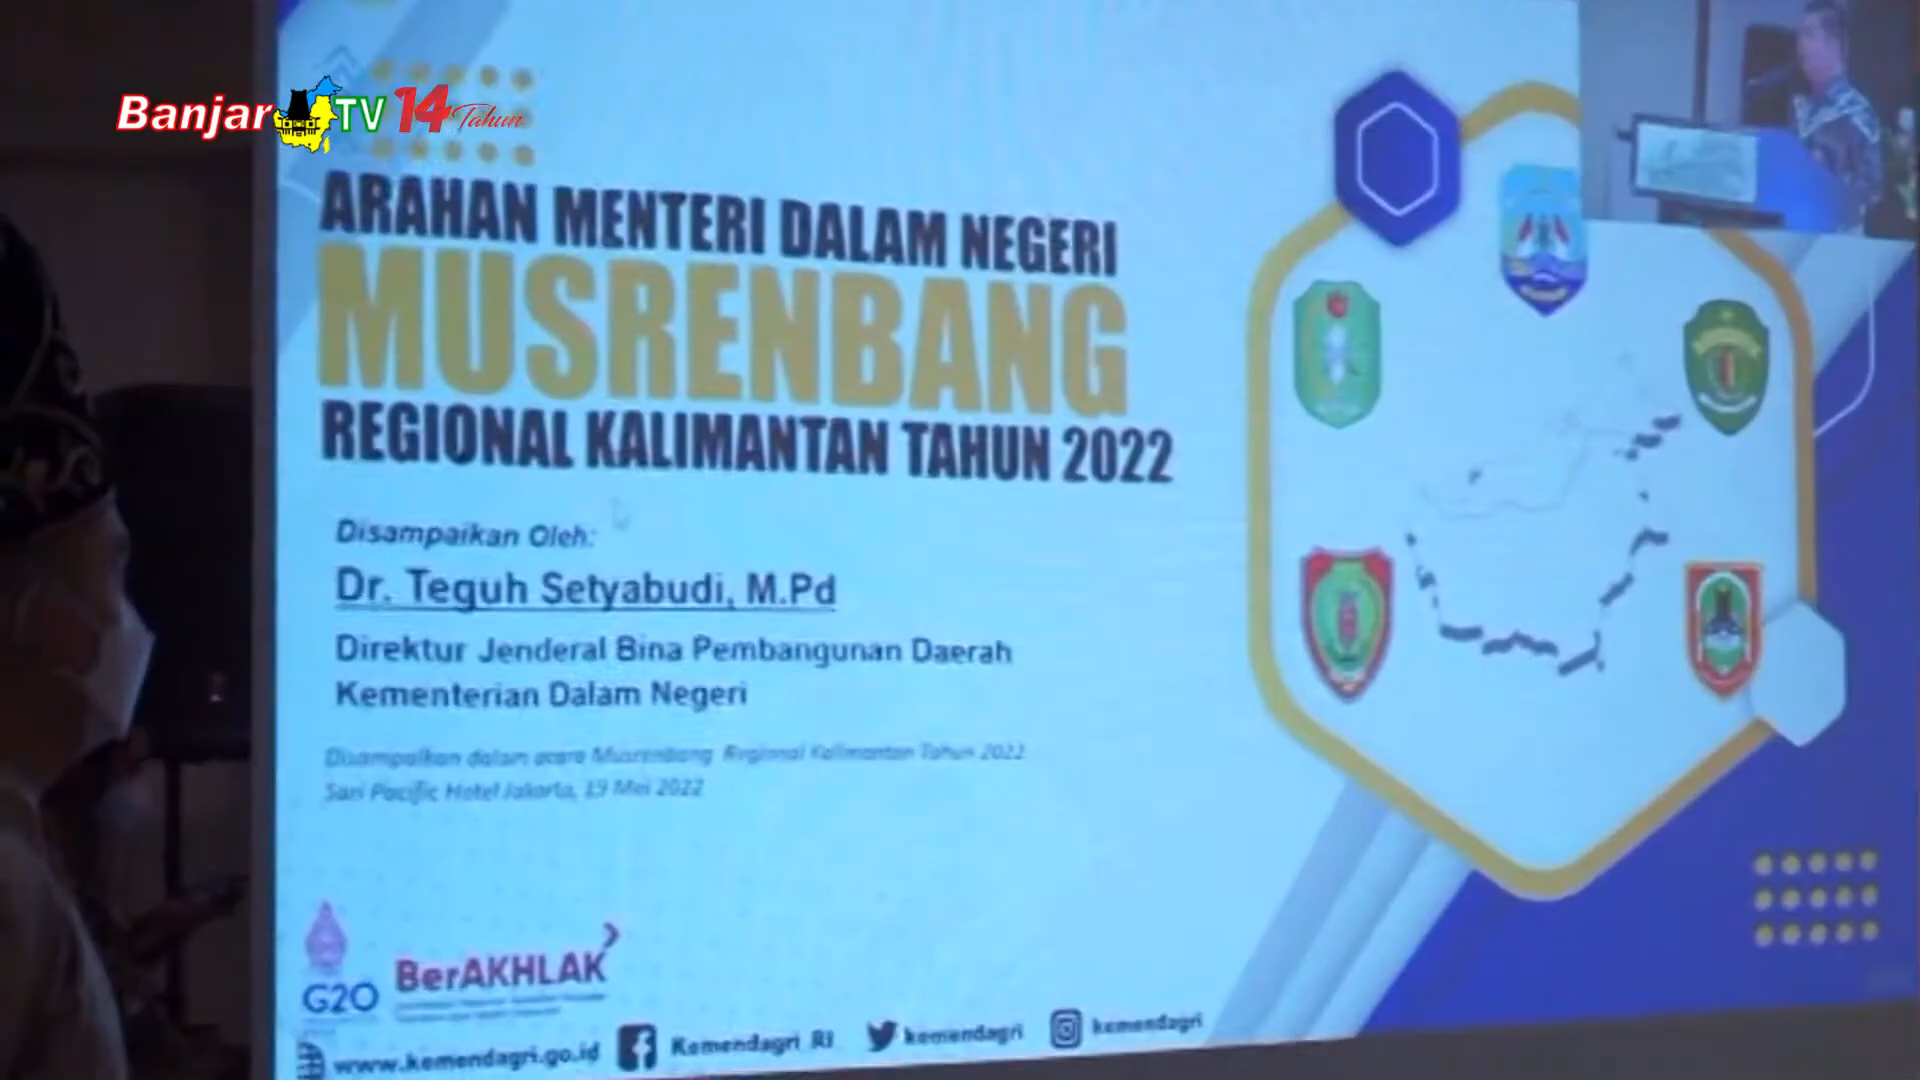 Banjar TV 14 Tahun
ARAHAN MENTERI DALAM NEGERI
MUSRENBANG
REGIONAL KALIMANTAN TAHUN 2022
Disampaikan Oleh:
Dr. Teguh Setyabudi, M.Pd
Direktur Jenderal Bina Pembangunan Daerah
Kementerian Dalam Negeri
Disampaikan dalam acara Musrenbang Regional Kalimantan Tahun 2022
Sari Pacific Hotel Jakarta, 19 Mei 2022
G20
BerAKHLAK
www.kemendagri.go.id Kemendagri RI kemendagri kemendagri